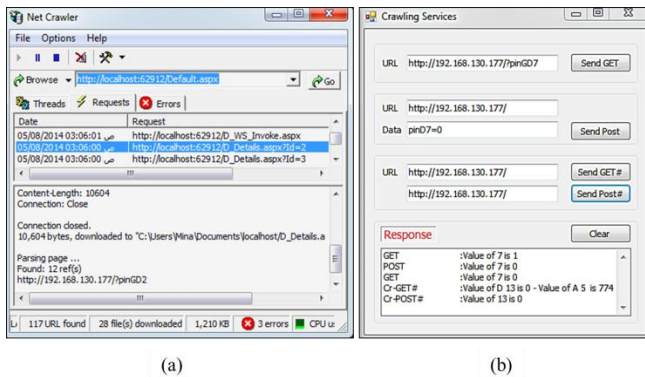 Net Crawler
File Options Help
Browse http://localhost:62912/Default.aspx Go
Threads Requests Errors
Date Request
05/08/2014 03:06:01 ص http://localhost:62912/D_WS_Invoke.aspx
05/08/2014 03:06:00 ص http://localhost:62912/D_Details.aspx?Id=2
05/08/2014 03:06:00 ص http://localhost:62912/D_Details.aspx?Id=3
Content-Length: 10604
Connection: Close
Connection closed.
10,604 bytes, downloaded to "C:\Users\Mina\Documents\localhost/D_Details.a
Parsing page ...
Found: 12 ref(s)
http://192.168.130.177/?pinGD2
117 URL found 28 file(s) downloaded 1,210 KB 3 errors CPU u
(a)
Crawling Services
URL http://192.168.130.177/?pinGD7 Send GET
URL http://192.168.130.177/
Data pinD7=0 Send Post
URL http://192.168.130.177/ Send GET#
http://192.168.130.177/ Send Post#
Response Clear
GET :Value of 7 is 1
POST :Value of 7 is 0
GET :Value of 7 is 0
Cr-GET# :Value of D 13 is 0 - Value of A 5 is 774
Cr-POST# :Value of 13 is 0
(b)